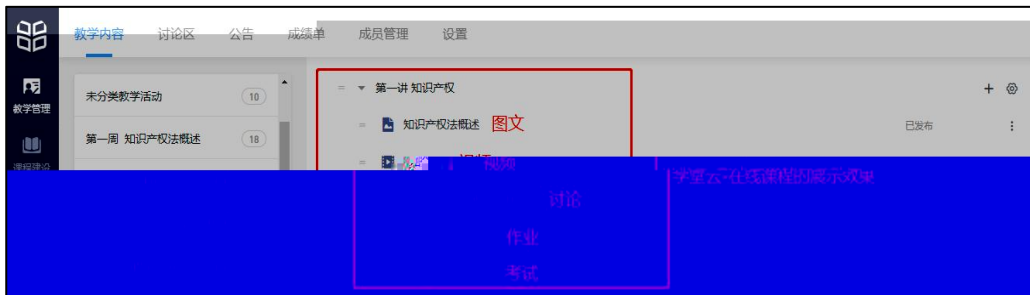 教学内容 讨论区 公告 成绩单 成员管理 设置
教学管理
课程建设
未分类教学活动 10
第一周 知识产权法概述 18
第一讲 知识产权
知识产权法概述 图文
已发布
视频
学堂云-在线课程的展示效果
讨论
作业
考试